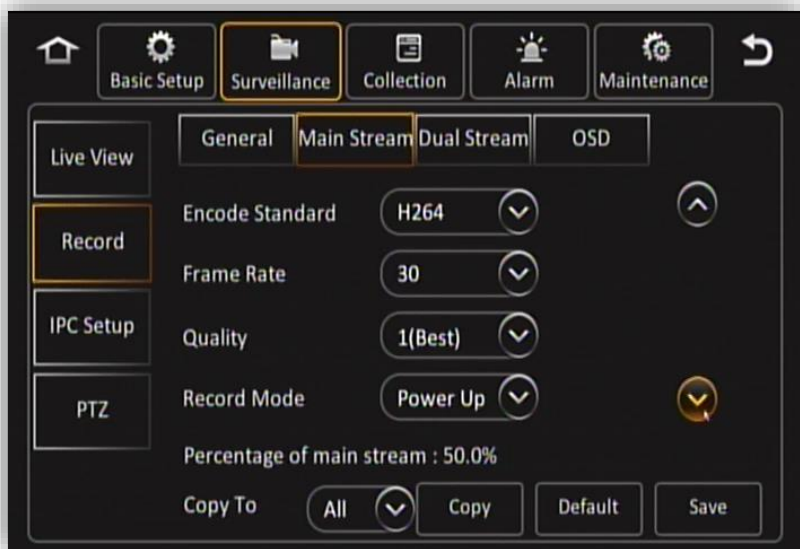 Basic Setup Surveillance Collection Alarm Maintenance
General Main Stream Dual Stream OSD
Live View
Record
IPC Setup
PTZ
Encode Standard H264
Frame Rate 30
Quality 1(Best)
Record Mode Power Up
Percentage of main stream : 50.0%
Copy To All Copy Default Save